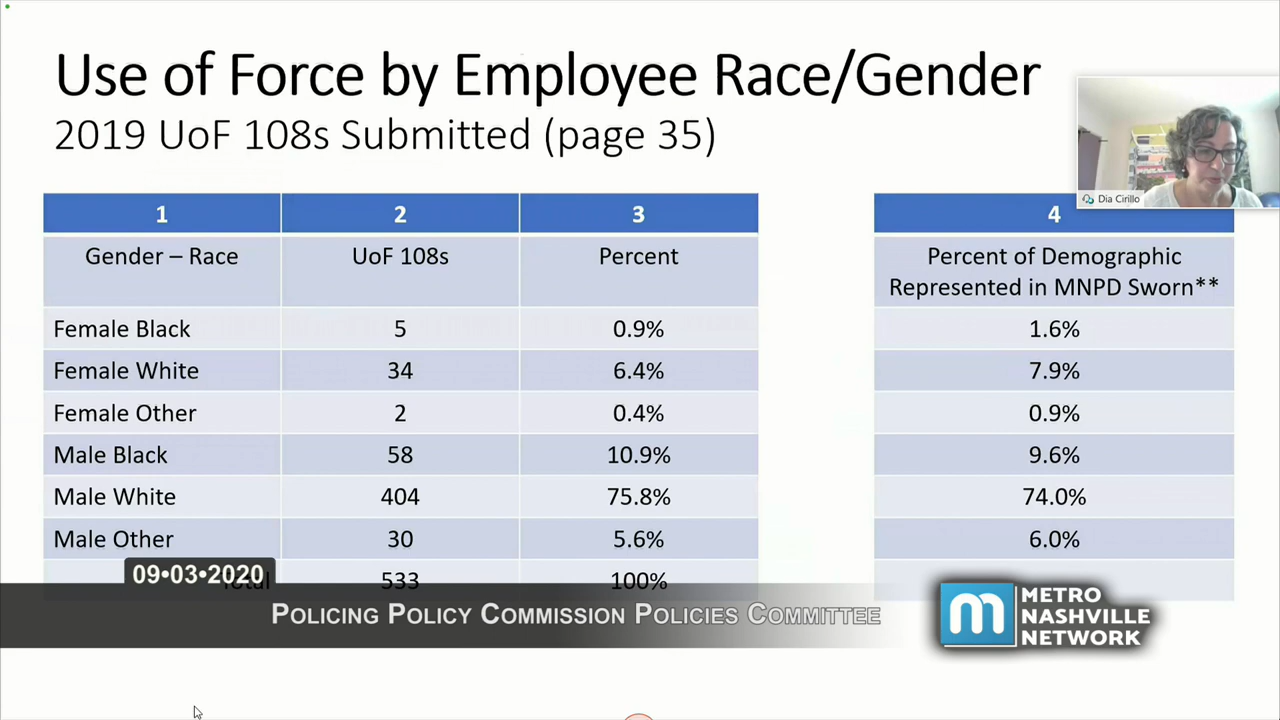 Use of Force by Employee Race/Gender
2019 UoF 108s Submitted (page 35)
Dia Cirillo
1 2 3 4
Gender – Race UoF 108s Percent Percent of Demographic
Represented in MNPD Sworn**
Female Black 5 0.9% 1.6%
Female White 34 6.4% 7.9%
Female Other 2 0.4% 0.9%
Male Black 58 10.9% 9.6%
Male White 404 75.8% 74.0%
Male Other 30 5.6% 6.0%
Total 533 100%
09•03•2020
POLICING POLICY COMMISSION POLICIES COMMITTEE
m METRO
NASHVILLE
NETWORK